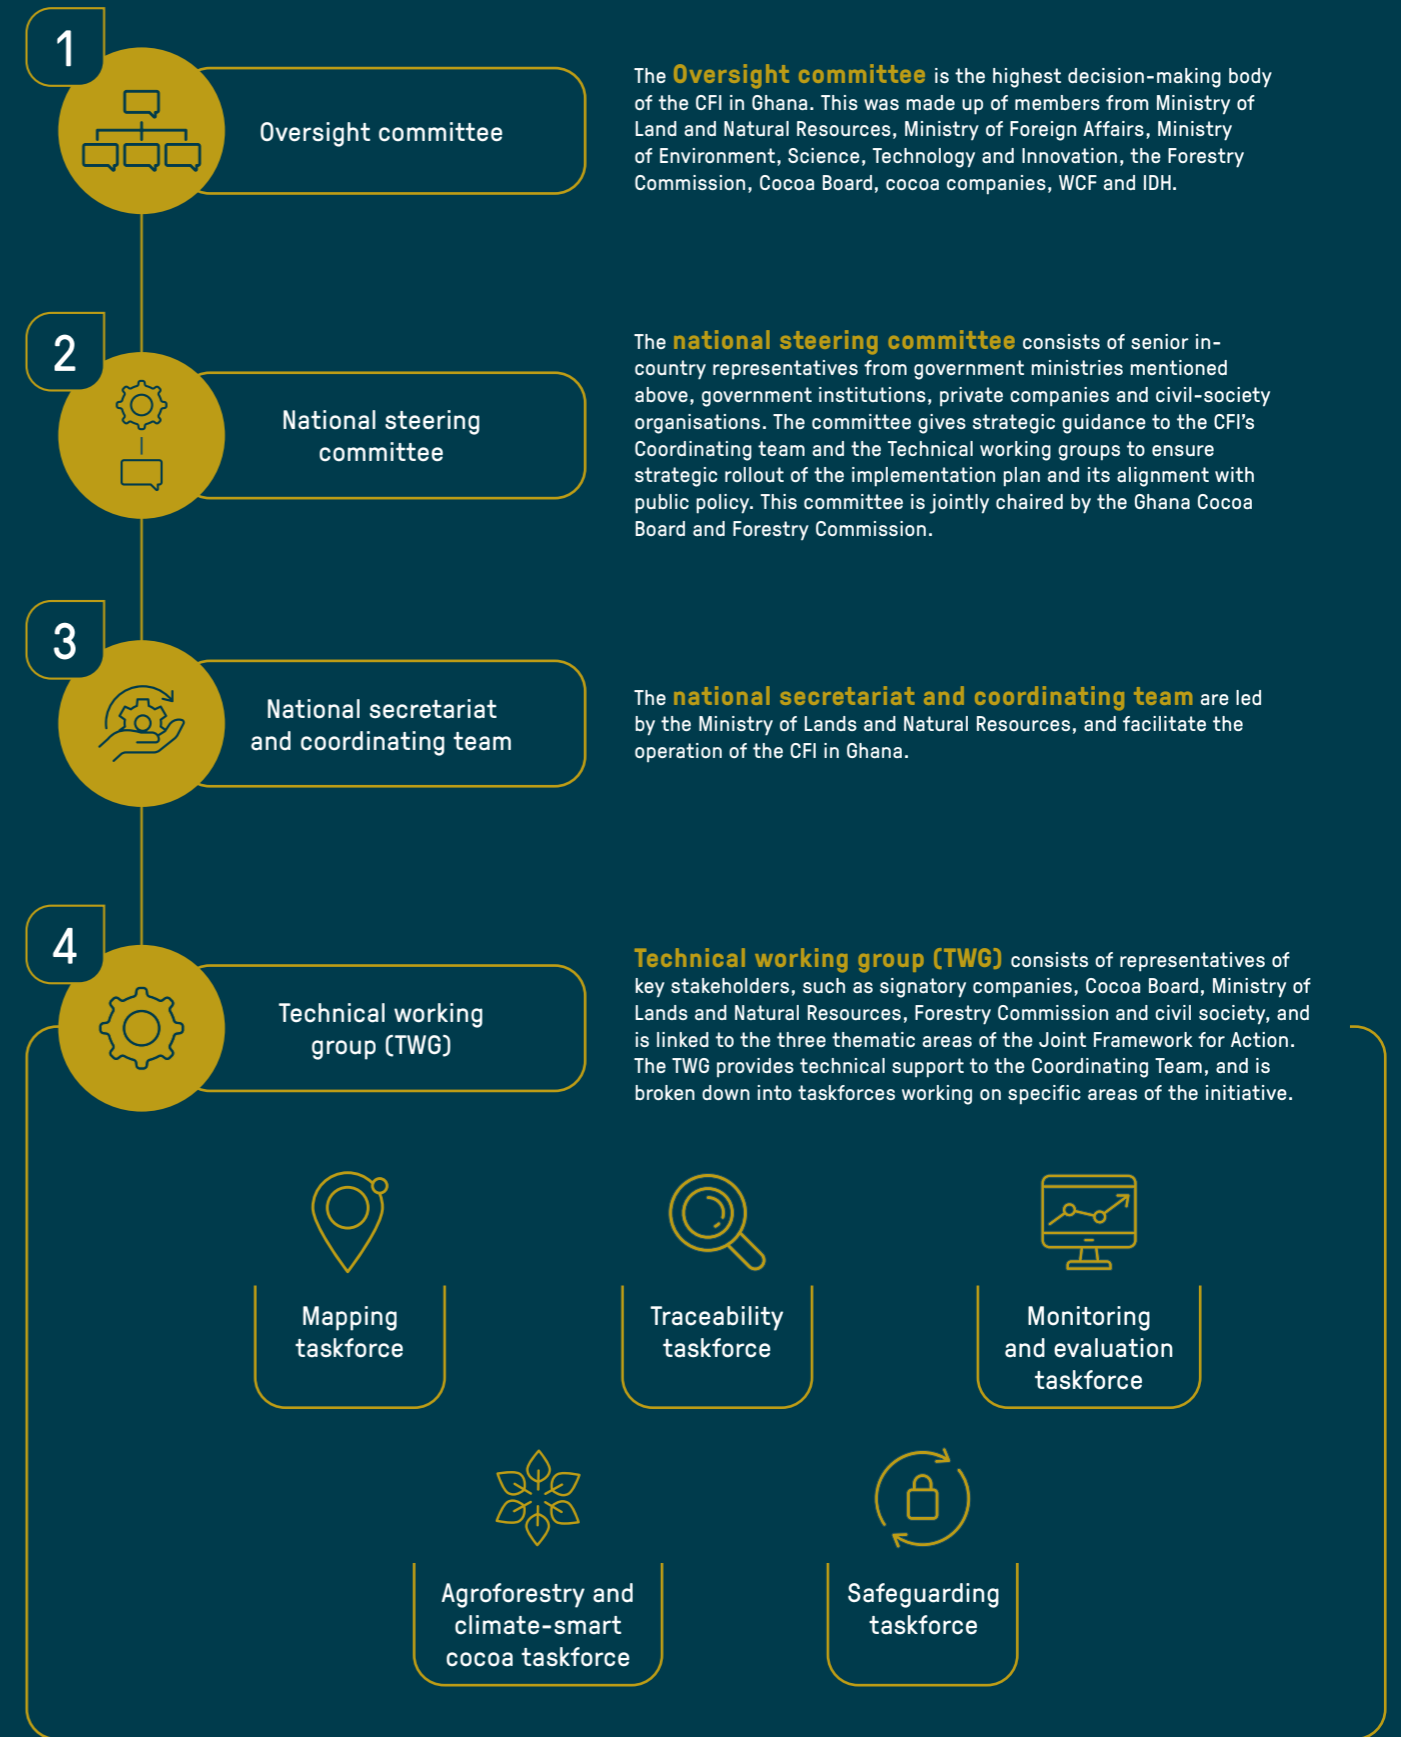 1
Oversight committee
The Oversight committee is the highest decision-making body
of the CFI in Ghana. This was made up of members from Ministry of
Land and Natural Resources, Ministry of Foreign Affairs, Ministry
of Environment, Science, Technology and Innovation, the Forestry
Commission, Cocoa Board, cocoa companies, WCF and IDH.
2
National steering
committee
The national steering committee consists of senior in-
country representatives from government ministries mentioned
above, government institutions, private companies and civil-society
organisations. The committee gives strategic guidance to the CFI's
Coordinating team and the Technical working groups to ensure
strategic rollout of the implementation plan and its alignment with
public policy. This committee is jointly chaired by the Ghana Cocoa
Board and Forestry Commission.
3
National secretariat
and coordinating team
The national secretariat and coordinating team are led
by the Ministry of Lands and Natural Resources, and facilitate the
operation of the CFI in Ghana.
4
Technical working
group (TWG)
Technical working group (TWG) consists of representatives of
key stakeholders, such as signatory companies, Cocoa Board, Ministry of
Lands and Natural Resources, Forestry Commission and civil society, and
is linked to the three thematic areas of the Joint Framework for Action.
The TWG provides technical support to the Coordinating Team, and is
broken down into taskforces working on specific areas of the initiative.
Mapping
taskforce
Traceability
taskforce
Monitoring
and evaluation
taskforce
Agroforestry and
climate-smart
cocoa taskforce
Safeguarding
taskforce